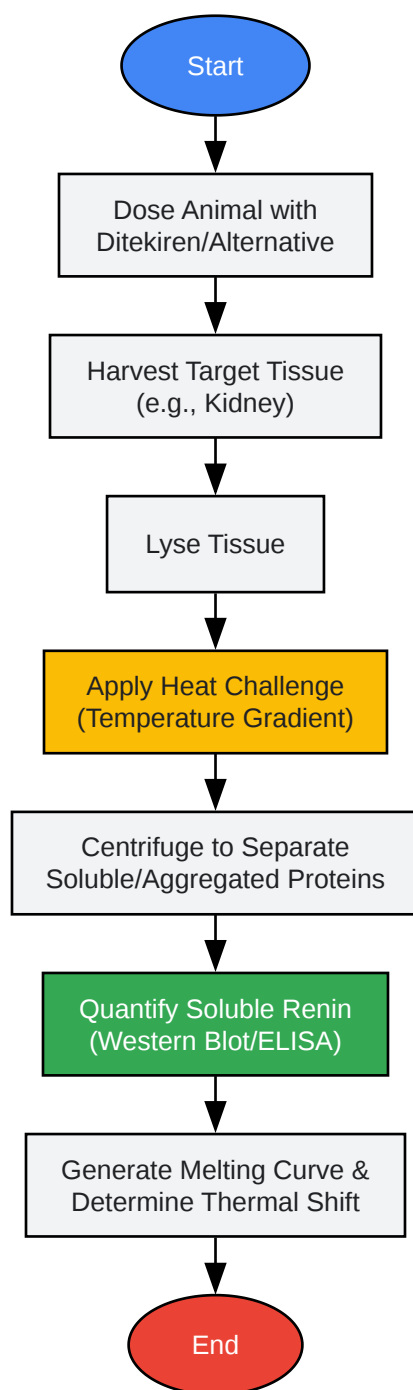 Start
Dose Animal with
Ditekiren/Alternative
Harvest Target Tissue
(e.g., Kidney)
Lyse Tissue
Apply Heat Challenge
(Temperature Gradient)
Centrifuge to Separate
Soluble/Aggregated Proteins
Quantify Soluble Renin
(Western Blot/ELISA)
Generate Melting Curve &
Determine Thermal Shift
End